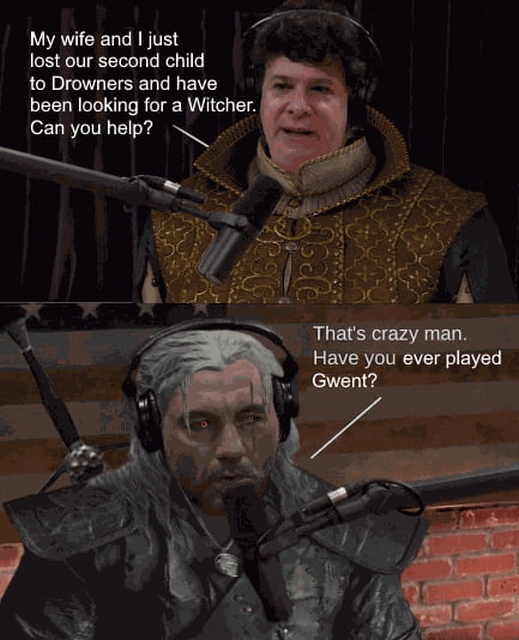 My wife and I just
lost our second child
to Drowners and have
been looking for a Witcher.
Can you help?
That's crazy man.
Have you ever played
Gwent?